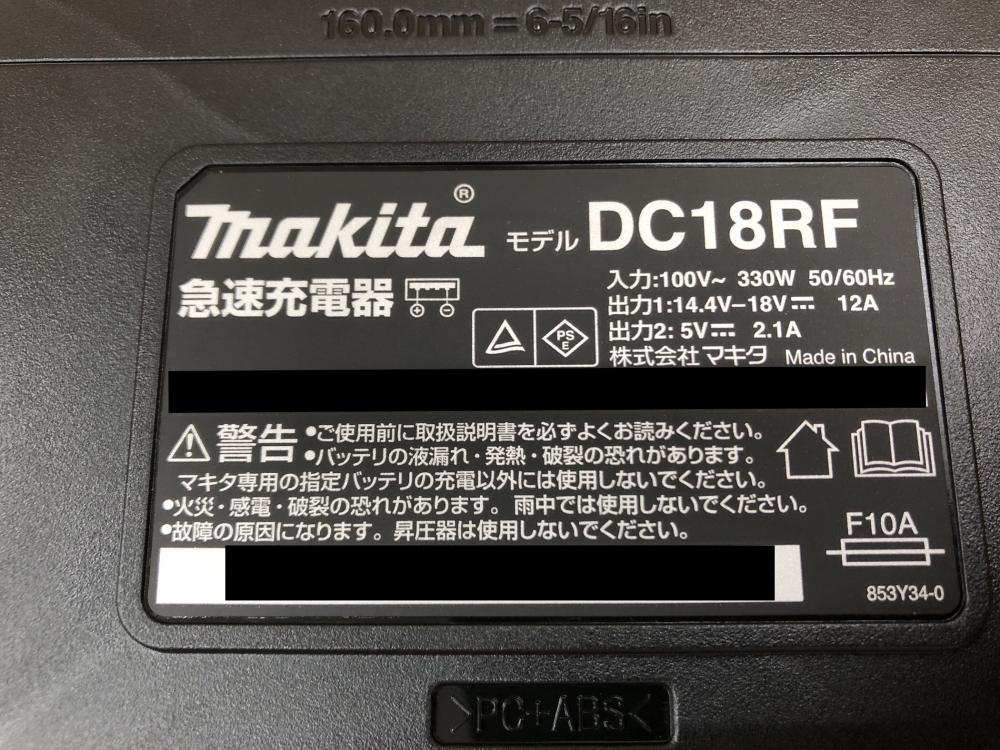 160.0mm = 6-5/16in
makita® モデル DC18RF
急速充電器
入力:100V~ 330W 50/60Hz
出力1:14.4V-18V⎓ 12A
出力2: 5V⎓ 2.1A
PS
E
株式会社マキタ Made in China
⚠警告 •ご使用前に取扱説明書を必ずよくお読みください。
•バッテリの液漏れ・発熱・破裂の恐れがあります。
マキタ専用の指定バッテリの充電以外には使用しないでください。
•火災・感電・破裂の恐れがあります。雨中では使用しないでください。
•故障の原因になります。昇圧器は使用しないでください。
F10A
853Y34-0
>PC+ABS<